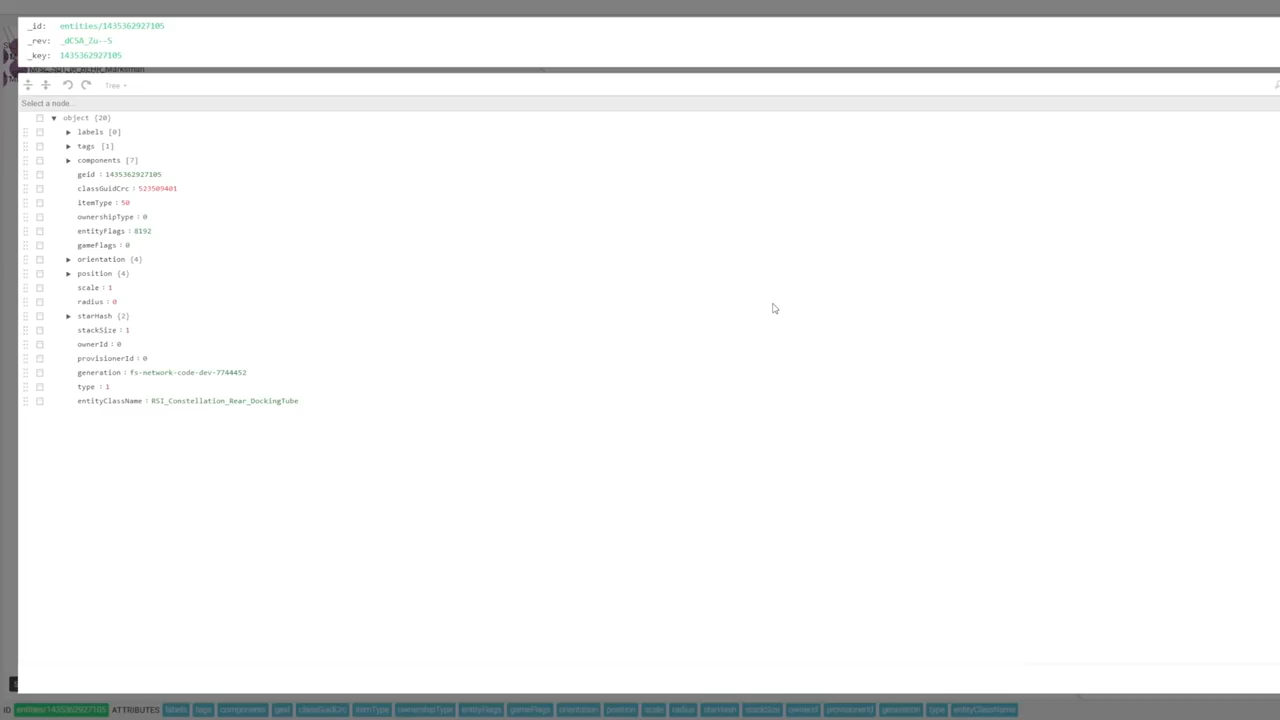 _id: entities/1435362927105
_rev: _dCSA_Zu--S
_key: 1435362927105
Tree
Select a node...
object {20}
labels [0]
tags [1]
components [7]
geid : 1435362927105
classGuidCrc : 523509401
itemType : 50
ownershipType : 0
entityFlags : 8192
gameFlags : 0
orientation {4}
position {4}
scale : 1
radius : 0
starHash {2}
stackSize : 1
ownerId : 0
provisionerId : 0
generation : fs-network-code-dev-7744452
type : 1
entityClassName : RSI_Constellation_Rear_DockingTube
ID entities/1435362927105 ATTRIBUTES labels tags components geid classGuidCrc itemType ownershipType entityFlags gameFlags orientation position scale radius starHash stackSize ownerId provisionerId generation type entityClassName